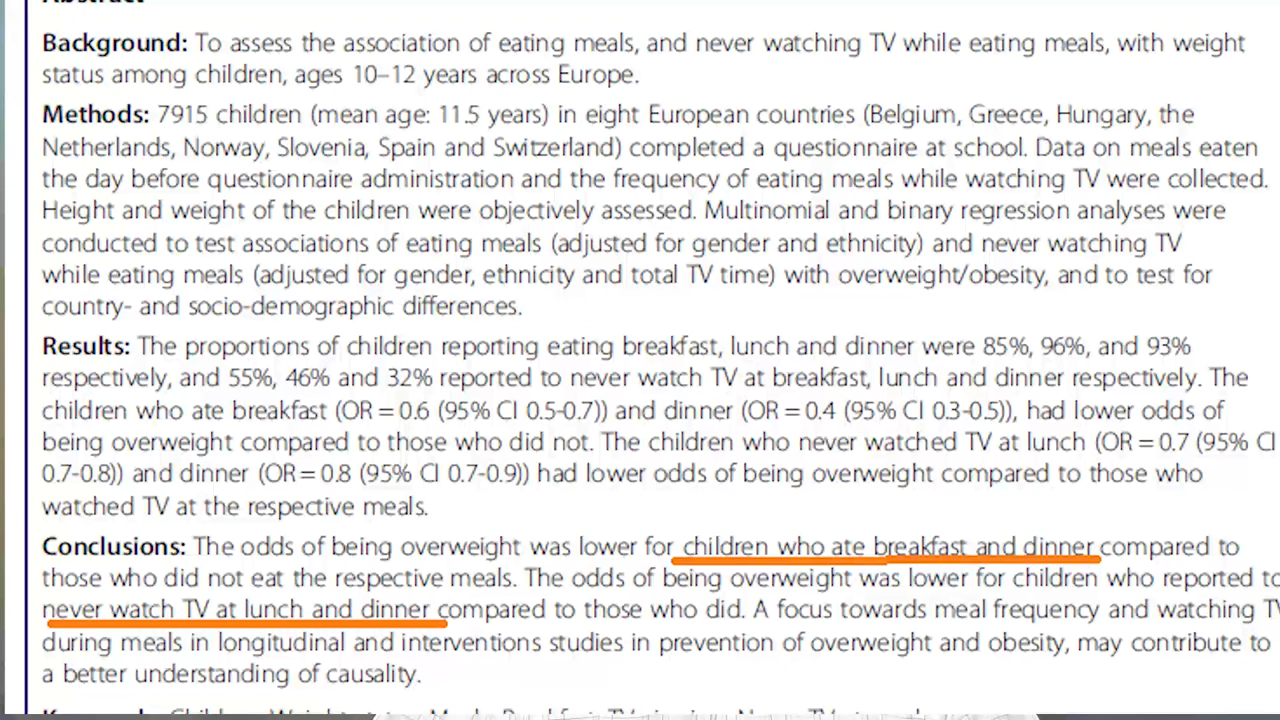 Abstract
Background: To assess the association of eating meals, and never watching TV while eating meals, with weight
status among children, ages 10–12 years across Europe.
Methods: 7915 children (mean age: 11.5 years) in eight European countries (Belgium, Greece, Hungary, the
Netherlands, Norway, Slovenia, Spain and Switzerland) completed a questionnaire at school. Data on meals eaten
the day before questionnaire administration and the frequency of eating meals while watching TV were collected.
Height and weight of the children were objectively assessed. Multinomial and binary regression analyses were
conducted to test associations of eating meals (adjusted for gender and ethnicity) and never watching TV
while eating meals (adjusted for gender, ethnicity and total TV time) with overweight/obesity, and to test for
country- and socio-demographic differences.
Results: The proportions of children reporting eating breakfast, lunch and dinner were 85%, 96%, and 93%
respectively, and 55%, 46% and 32% reported to never watch TV at breakfast, lunch and dinner respectively. The
children who ate breakfast (OR = 0.6 (95% CI 0.5-0.7)) and dinner (OR = 0.4 (95% CI 0.3-0.5)), had lower odds of
being overweight compared to those who did not. The children who never watched TV at lunch (OR = 0.7 (95% CI
0.7-0.8)) and dinner (OR = 0.8 (95% CI 0.7-0.9)) had lower odds of being overweight compared to those who
watched TV at the respective meals.
Conclusions: The odds of being overweight was lower for children who ate breakfast and dinner compared to
those who did not eat the respective meals. The odds of being overweight was lower for children who reported to
never watch TV at lunch and dinner compared to those who did. A focus towards meal frequency and watching TV
during meals in longitudinal and interventions studies in prevention of overweight and obesity, may contribute to
a better understanding of causality.